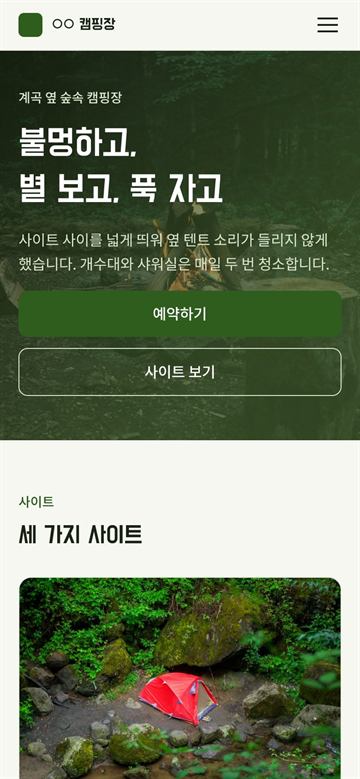 ○○ 캠핑장
계곡 옆 숲속 캠핑장
불멍하고,
별 보고, 푹 자고
사이트 사이를 넓게 띄워 옆 텐트 소리가 들리지 않게
했습니다. 개수대와 샤워실은 매일 두 번 청소합니다.
예약하기
사이트 보기
사이트
세 가지 사이트